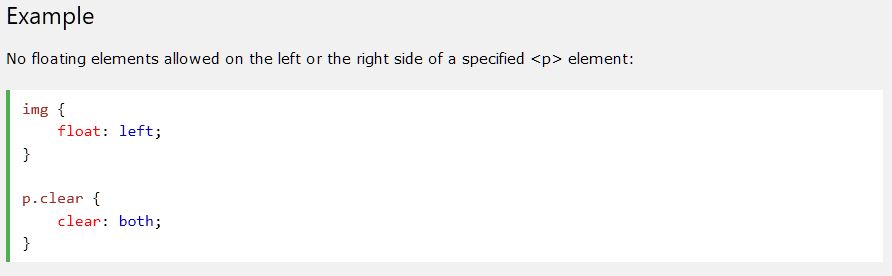 Example
No floating elements allowed on the left or the right side of a specified <p> element:
img {
    float: left;
}
p.clear {
    clear: both;
}